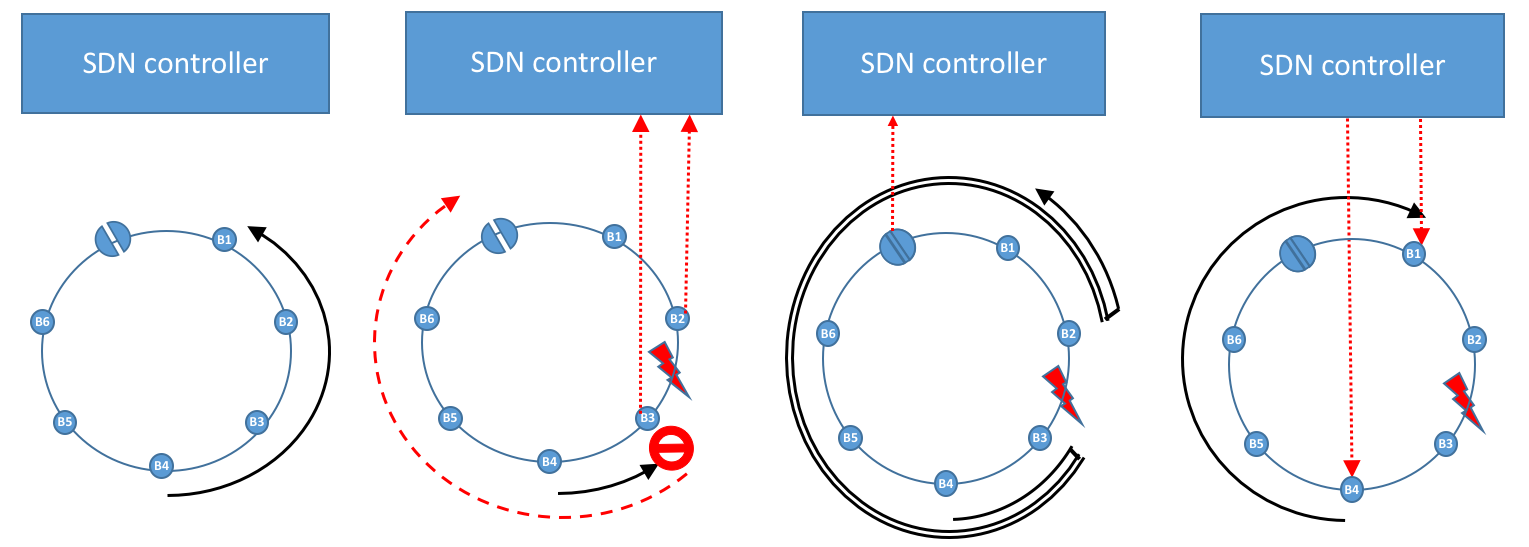 SDN controller
B1
B2
B3
B4
B5
B6
SDN controller
B1
B2
B3
B4
B5
B6
SDN controller
B1
B2
B3
B4
B5
B6
SDN controller
B1
B2
B3
B4
B5
B6